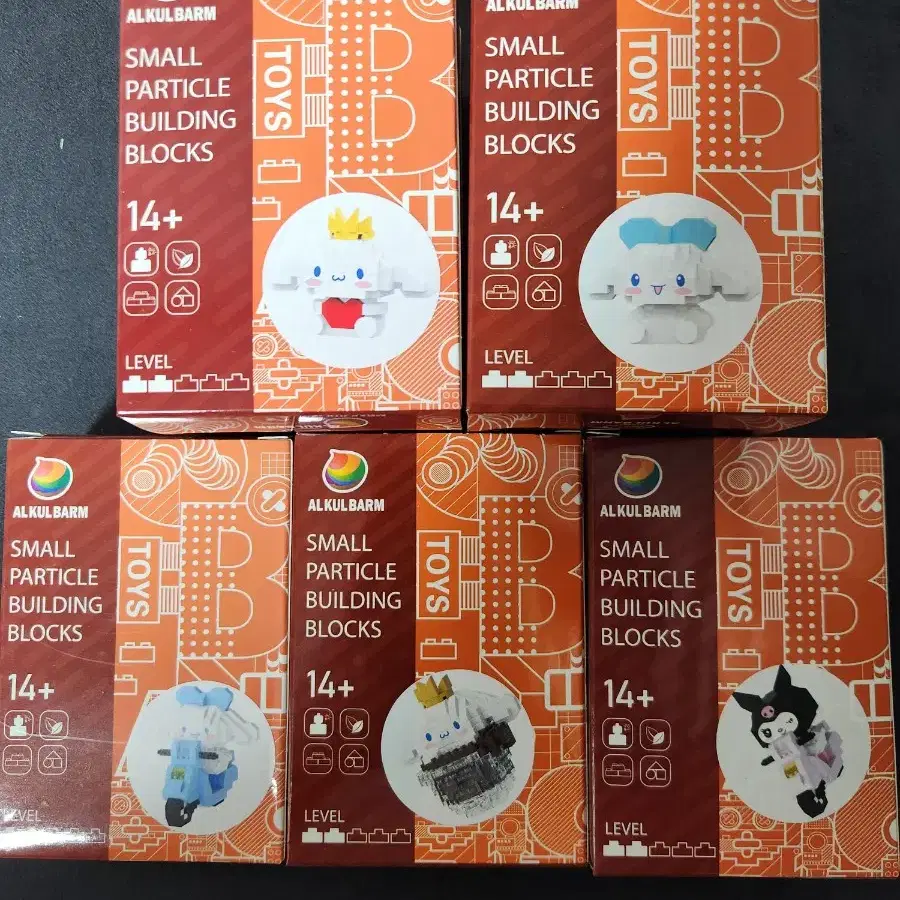 ALKULBARM
SMALL
PARTICLE
BUILDING
BLOCKS
14+
LEVEL
TOYS
B
ALKULBARM
SMALL
PARTICLE
BUILDING
BLOCKS
14+
LEVEL
TOYS
B
ALKULBARM
SMALL
PARTICLE
BUILDING
BLOCKS
14+
LEVEL
TOYS
B
ALKULBARM
SMALL
PARTICLE
BUILDING
BLOCKS
14+
LEVEL
TOYS
B
ALKULBARM
SMALL
PARTICLE
BUILDING
BLOCKS
14+
LEVEL
TOYS
B